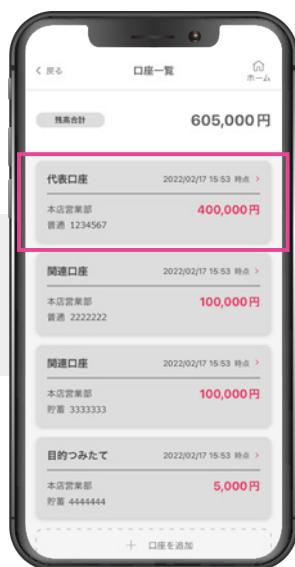 < 戻る 口座一覧 ホーム
残高合計 605,000円
代表口座 2022/02/17 15:53 時点 >
本店営業部 400,000円
普通 1234567
関連口座 2022/02/17 15:53 時点 >
本店営業部 100,000円
普通 2222222
関連口座 2022/02/17 15:53 時点 >
本店営業部 100,000円
貯蓄 3333333
目的つみたて 2022/02/17 15:53 時点 >
本店営業部 5,000円
貯蓄 4444444
+ 口座を追加